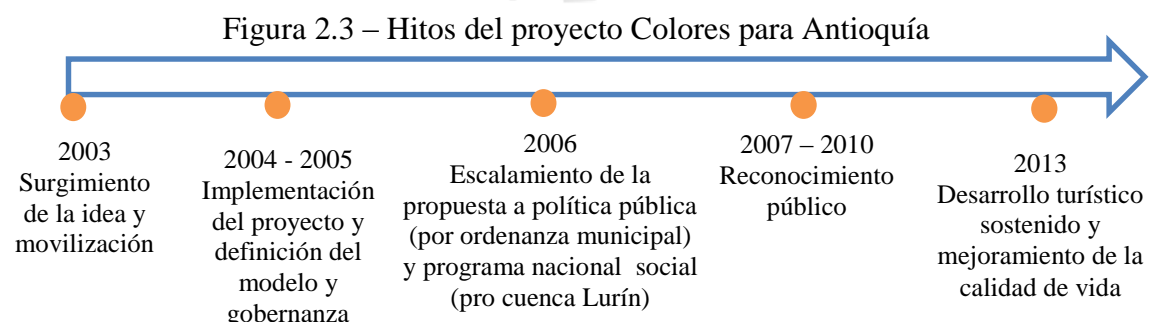 Figura 2.3 – Hitos del proyecto Colores para Antioquía
2003
Surgimiento
de la idea y
movilización
2004 - 2005
Implementación
del proyecto y
definición del
modelo y
gobernanza
2006
Escalamiento de la
propuesta a política pública
(por ordenanza municipal)
y programa nacional social
(pro cuenca Lurín)
2007 – 2010
Reconocimiento
público
2013
Desarrollo turístico
sostenido y
mejoramiento de la
calidad de vida